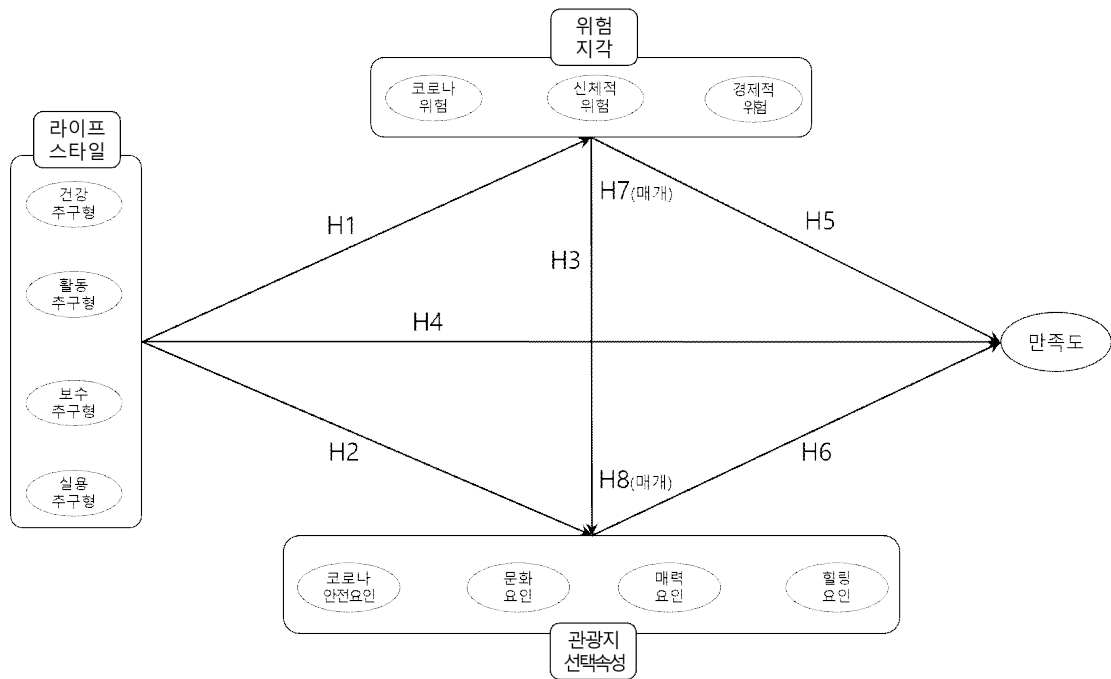 위험
지각
코로나
위험
신체적
위험
경제적
위험
라이프
스타일
건강
추구형
활동
추구형
보수
추구형
실용
추구형
H1
H7(매개)
H5
H3
H4
만족도
H2
H8(매개)
H6
코로나
안전요인
문화
요인
매력
요인
힐링
요인
관광지
선택속성